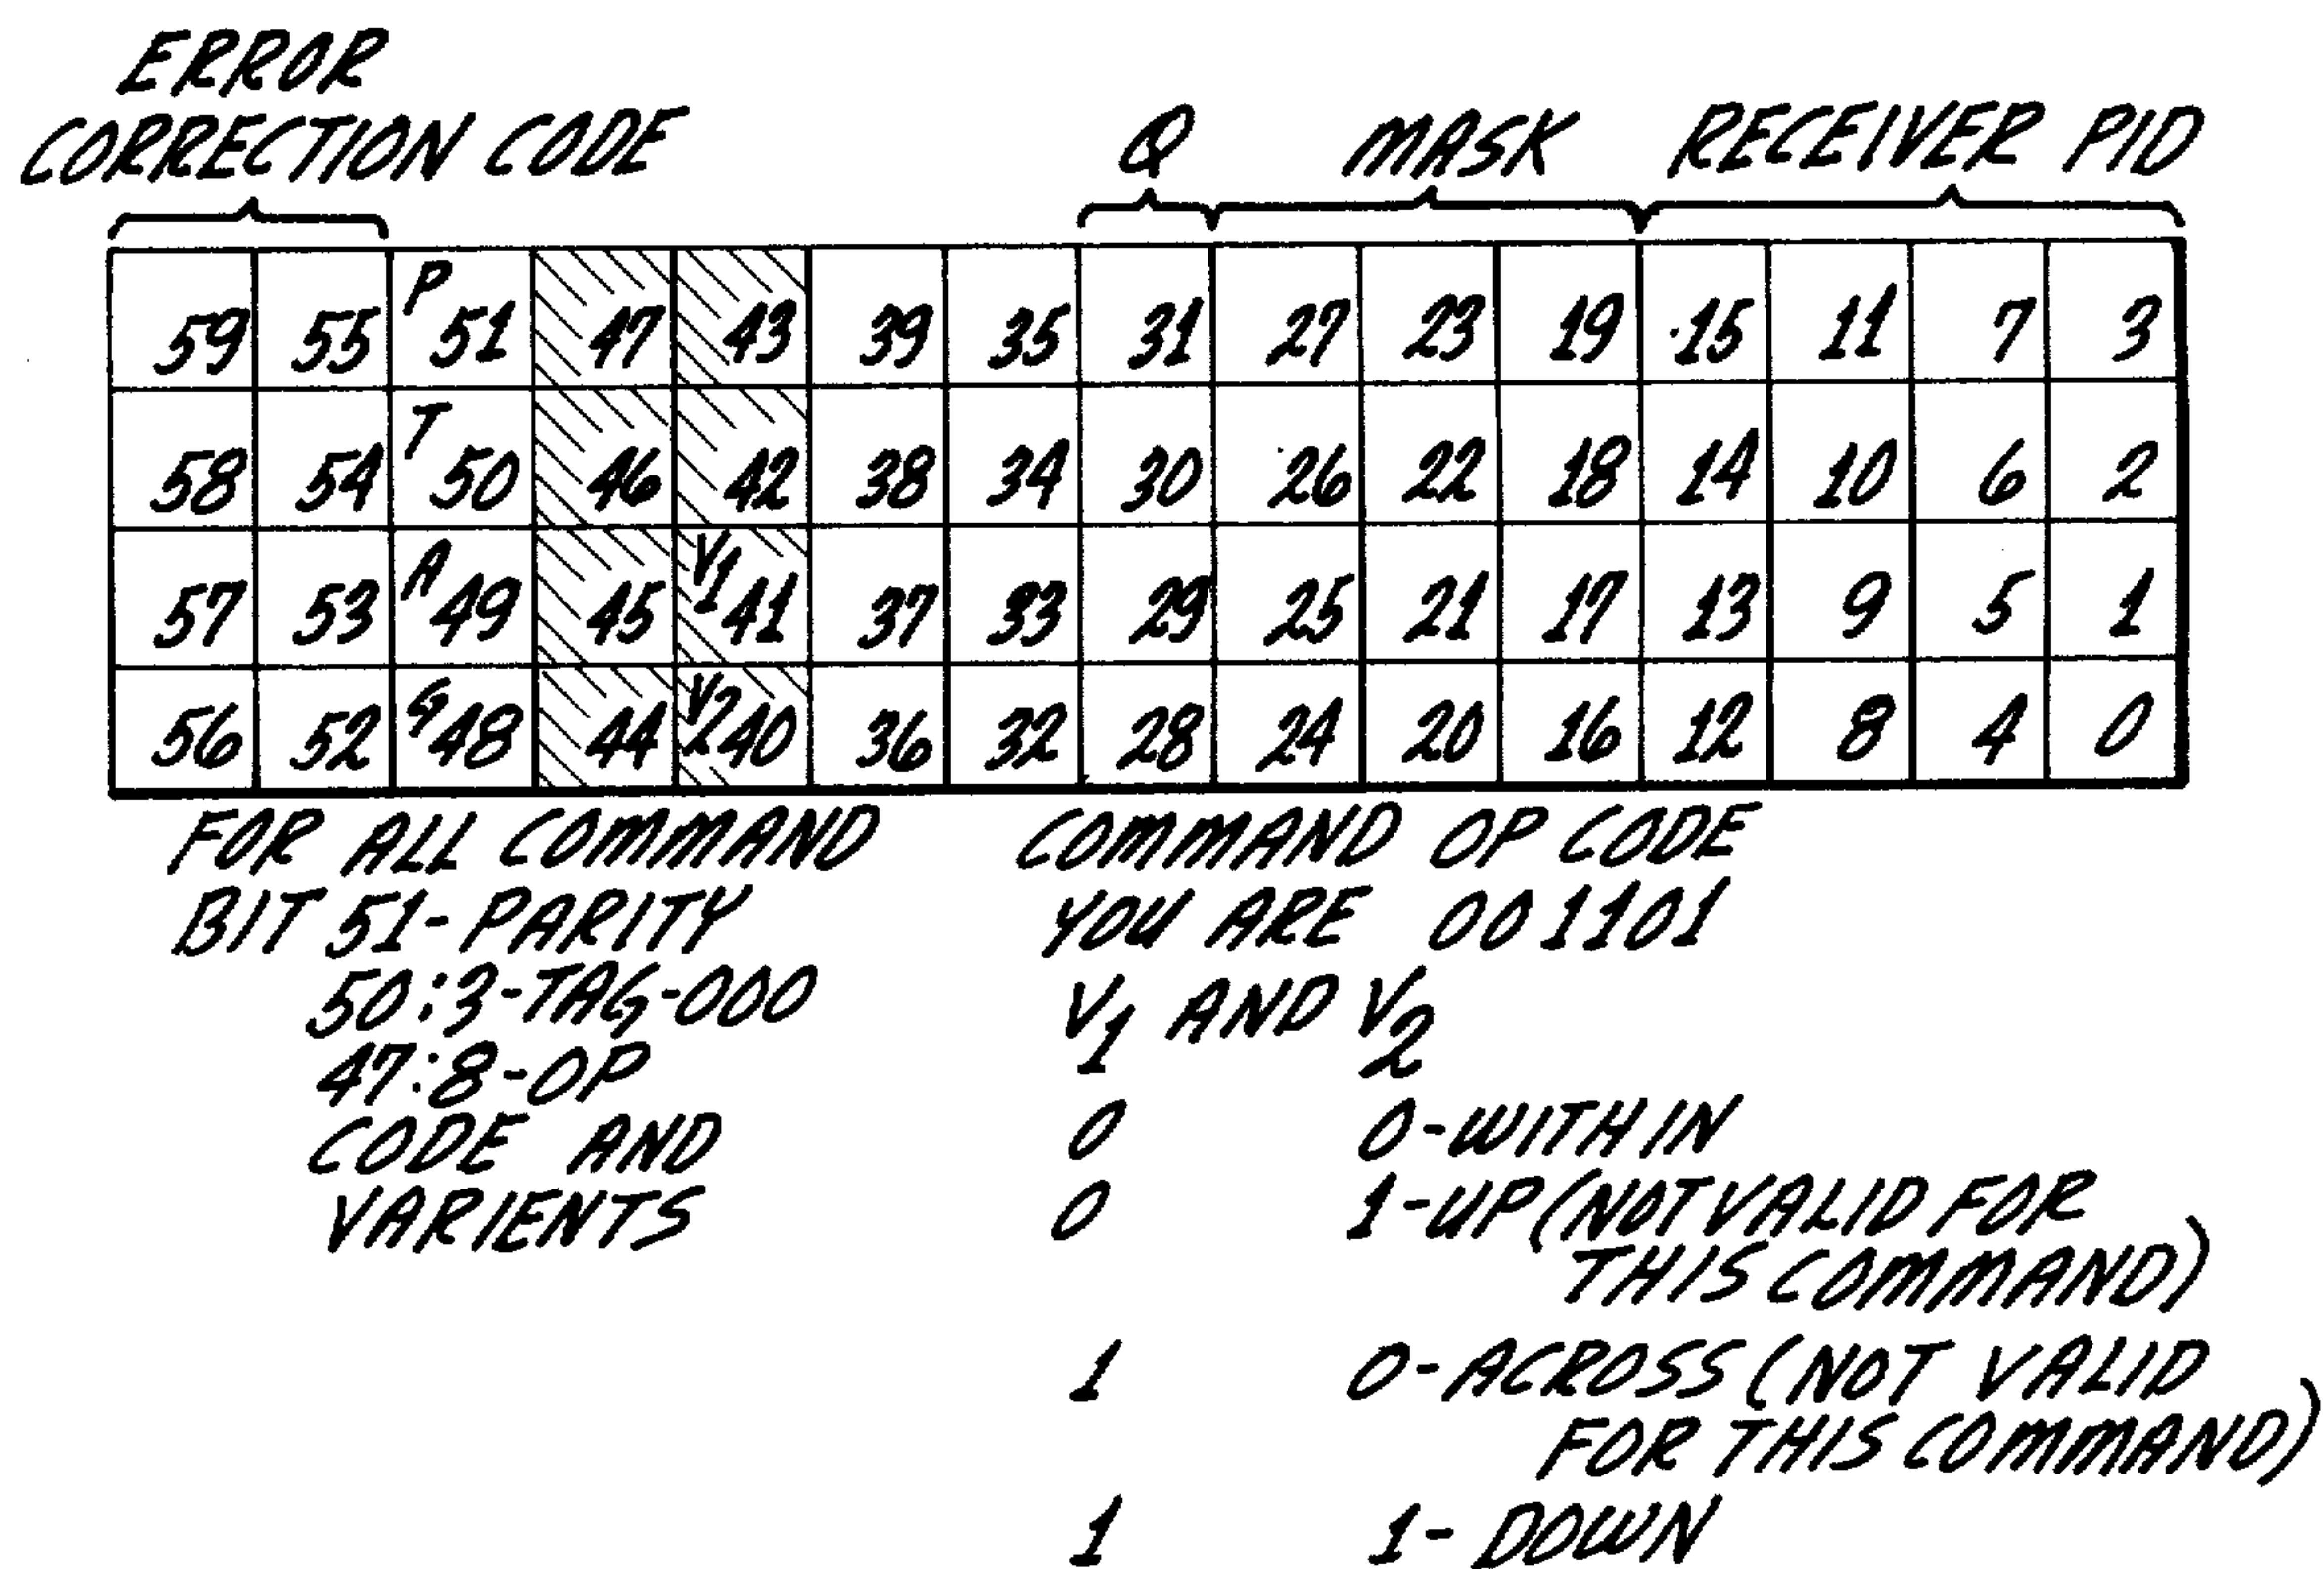 ERROR
CORRECTION CODE Q MASK RECEIVER PID
59 55 P 51 47 43 39 35 31 27 23 19 15 11 7 3
58 54 T 50 46 42 38 34 30 26 22 18 14 10 6 2
57 53 A 49 45 V1 41 37 33 29 25 21 17 13 9 5 1
56 52 G 48 44 V2 40 36 32 28 24 20 16 12 8 4 0
FOR ALL COMMAND
BIT 51-PARITY
50:3-TAG-000
47:8-OP
CODE AND
VARIENTS
COMMAND OP CODE
YOU ARE 001101
V1 AND V2
0 0-WITHIN
0 1-UP (NOT VALID FOR
THIS COMMAND)
1 0-ACROSS (NOT VALID
FOR THIS COMMAND)
1 1-DOWN